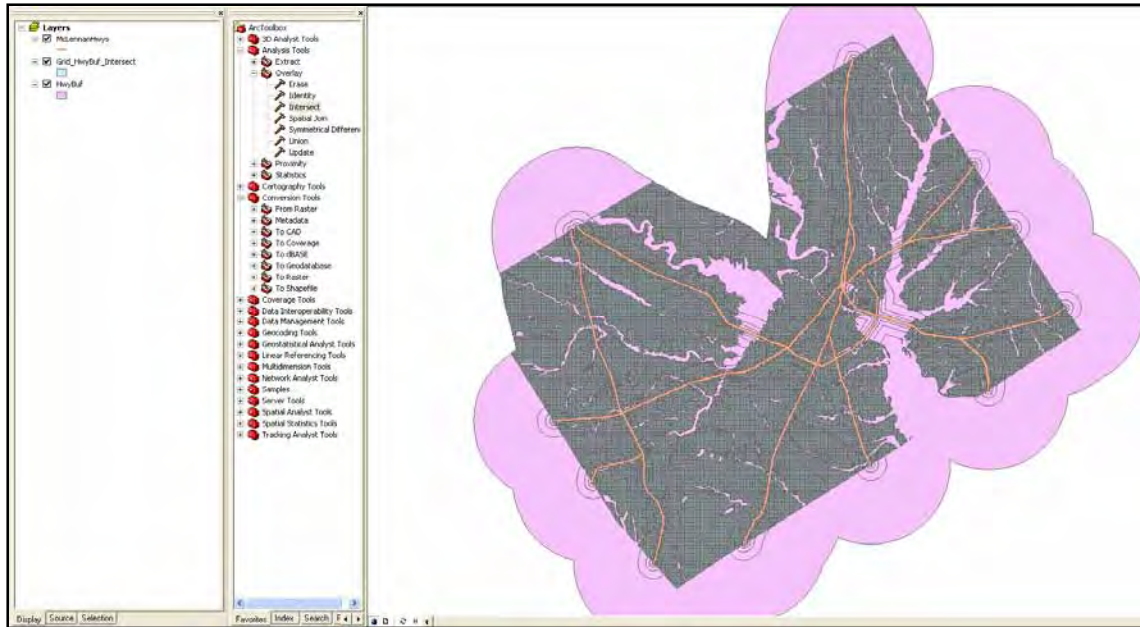 Layers
McLennanHwys
Grid_HwyBuf_Intersect
HwyBuf
Display Source Selection
ArcToolbox
3D Analyst Tools
Analysis Tools
Extract
Overlay
Erase
Identity
Intersect
Spatial Join
Symmetrical Differen
Union
Update
Proximity
Statistics
Cartography Tools
Conversion Tools
From Raster
Metadata
To CAD
To Coverage
To dBASE
To Geodatabase
To Raster
To Shapefile
Coverage Tools
Data Interoperability Tools
Data Management Tools
Geocoding Tools
Geostatistical Analyst Tools
Linear Referencing Tools
Multidimension Tools
Network Analyst Tools
Samples
Server Tools
Spatial Analyst Tools
Spatial Statistics Tools
Tracking Analyst Tools
Favorites Index Search